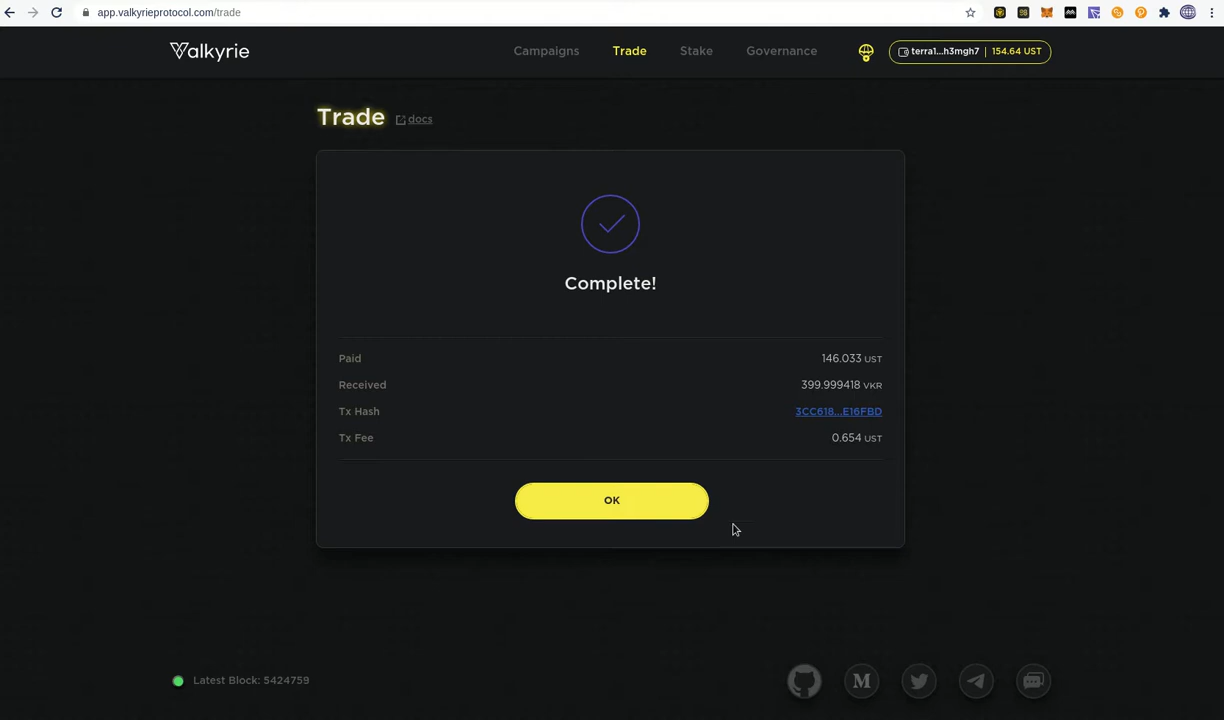 app.valkyrieprotocol.com/trade
Valkyrie
Campaigns Trade Stake Governance terra1...h3mgh7 | 154.64 UST
Trade docs
Complete!
Paid 146.033 UST
Received 399.999418 VKR
Tx Hash 3CC618...E16FBD
Tx Fee 0.654 UST
OK
Latest Block: 5424759